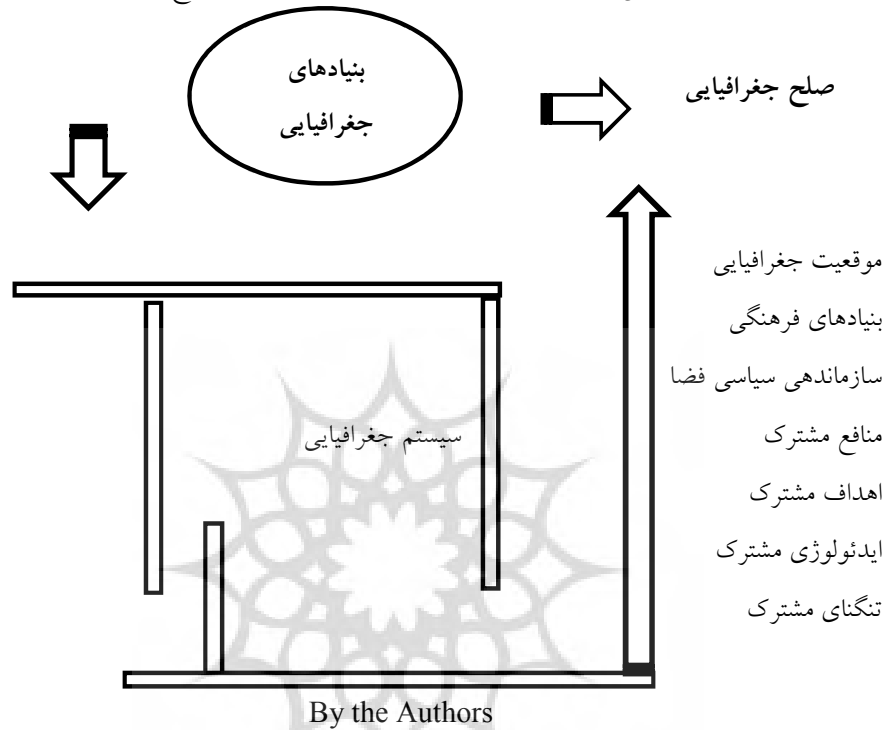 بنیادهای
جغرافیایی
صلح جغرافیایی
موقعیت جغرافیایی
بنیادهای فرهنگی
سازماندهی سیاسی فضا
منافع مشترک
اهداف مشترک
ایدئولوژی مشترک
تنگنای مشترک
سیستم جغرافیایی
By the Authors